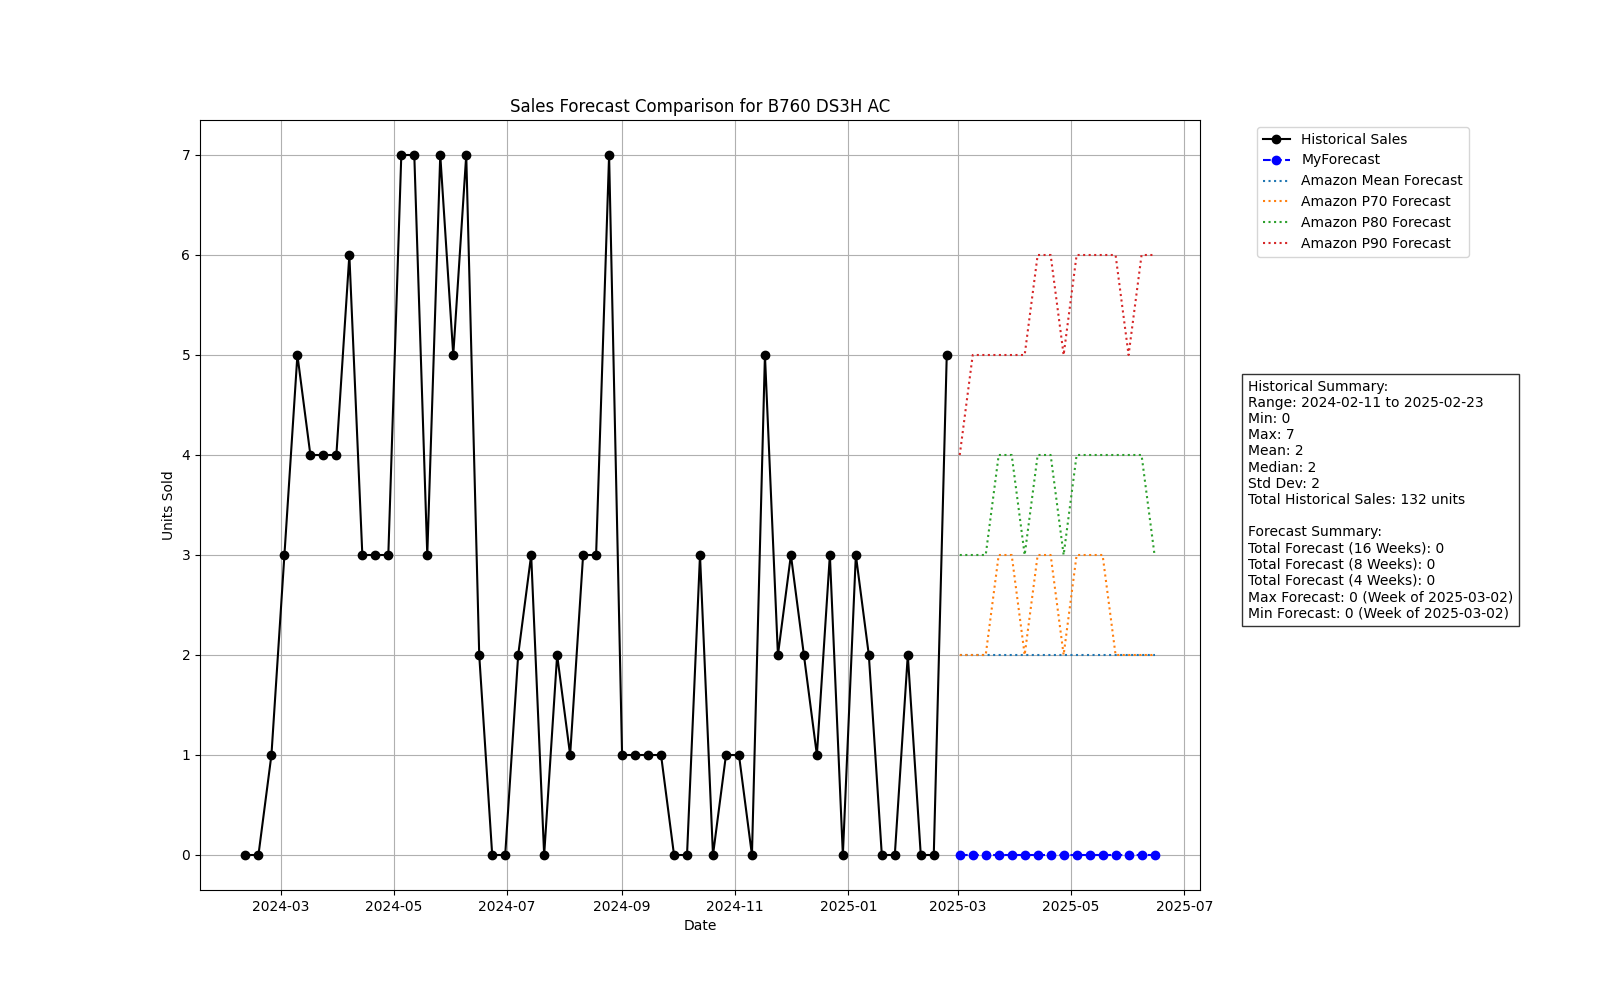 Sales Forecast Comparison for B760 DS3H AC
Units Sold
7
6
5
4
3
2
1
0
2024-03 2024-05 2024-07 2024-09 2024-11 2025-01 2025-03 2025-05 2025-07
Date
Historical Sales
MyForecast
Amazon Mean Forecast
Amazon P70 Forecast
Amazon P80 Forecast
Amazon P90 Forecast
Historical Summary:
Range: 2024-02-11 to 2025-02-23
Min: 0
Max: 7
Mean: 2
Median: 2
Std Dev: 2
Total Historical Sales: 132 units
Forecast Summary:
Total Forecast (16 Weeks): 0
Total Forecast (8 Weeks): 0
Total Forecast (4 Weeks): 0
Max Forecast: 0 (Week of 2025-03-02)
Min Forecast: 0 (Week of 2025-03-02)